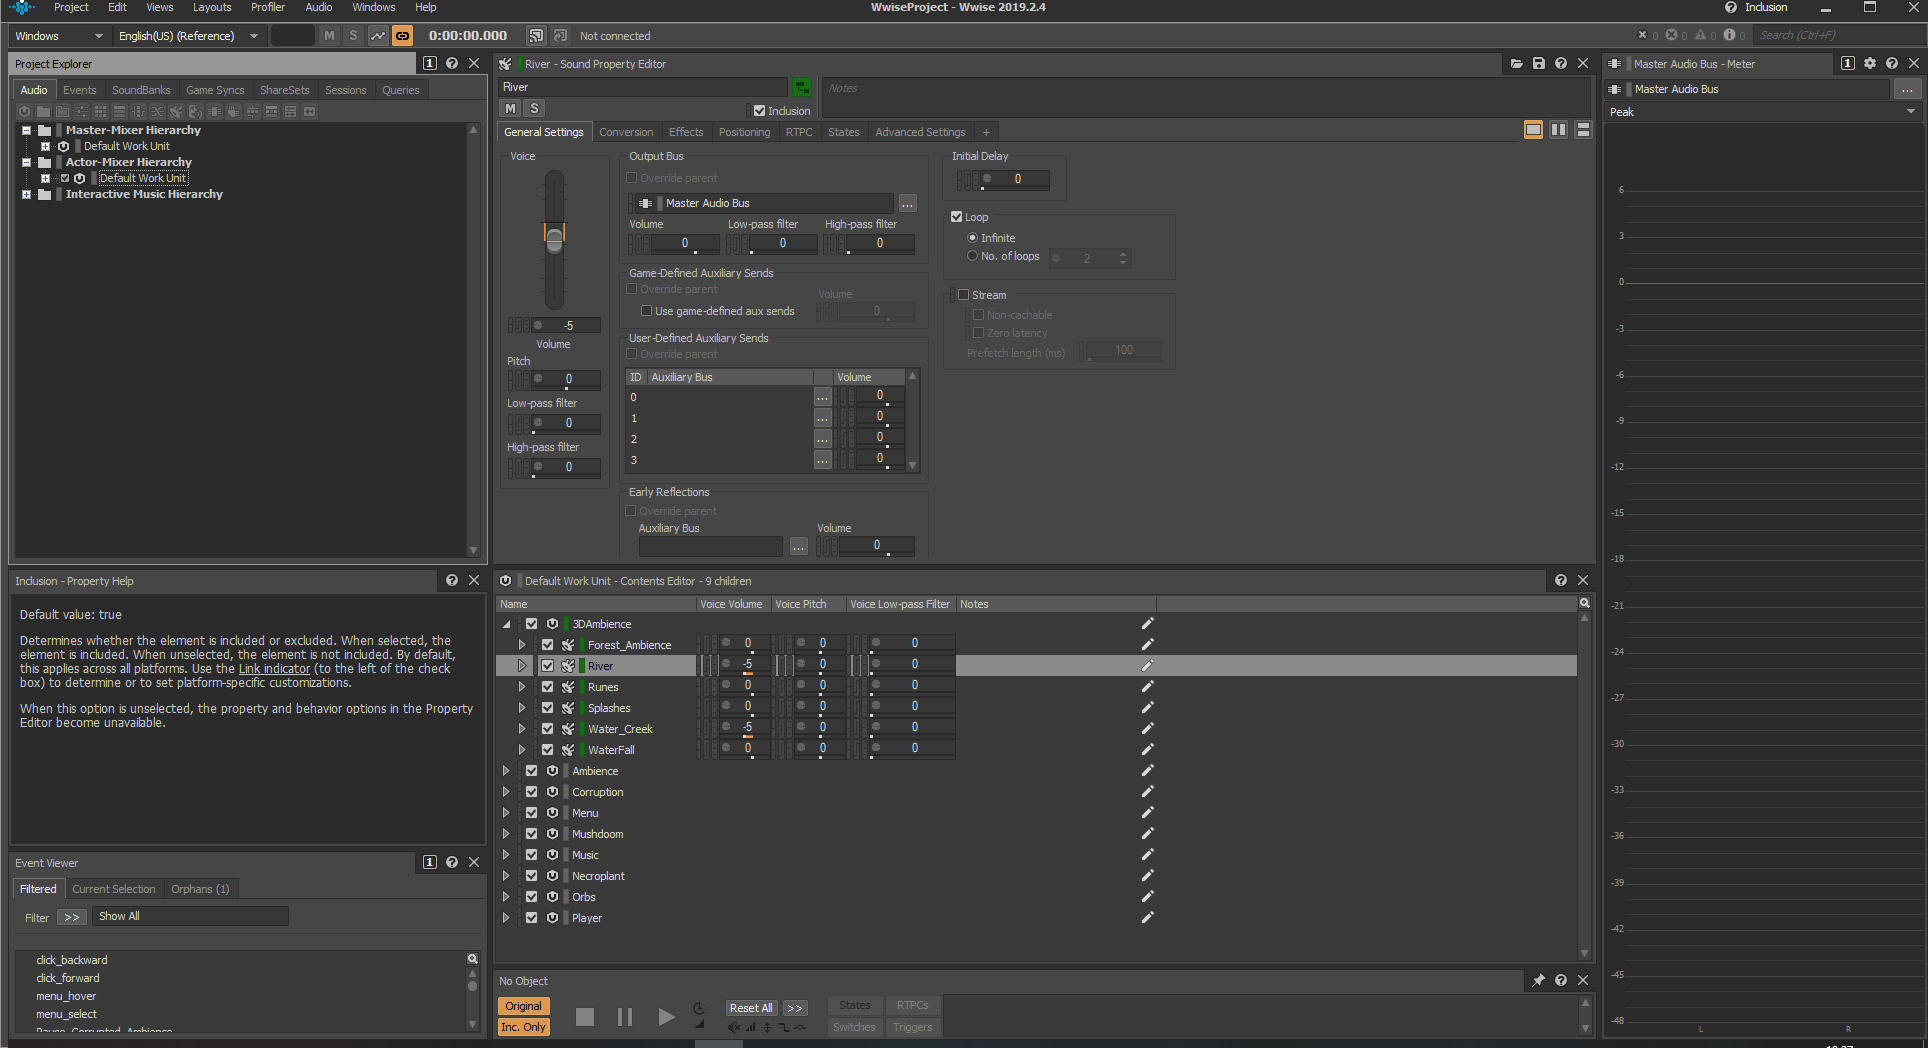 Project Edit Views Layouts Profiler Audio Windows Help
WwiseProject - Wwise 2019.2.4
Inclusion
Windows
English(US) (Reference)
M S
0:00:00.000
Not connected
0 0 0 0
Search (Ctrl+F)
Project Explorer
1
Audio Events SoundBanks Game Syncs ShareSets Sessions Queries
Master-Mixer Hierarchy
Default Work Unit
Actor-Mixer Hierarchy
Default Work Unit
Interactive Music Hierarchy
River - Sound Property Editor
River
Notes
M S
Inclusion
General Settings Conversion Effects Positioning RTPC States Advanced Settings +
Voice
-5
Volume
Pitch
0
Low-pass filter
0
High-pass filter
0
Output Bus
Override parent
Master Audio Bus ...
Volume Low-pass filter High-pass filter
0 0 0
Game-Defined Auxiliary Sends
Override parent
Volume
Use game-defined aux sends 0
User-Defined Auxiliary Sends
Override parent
ID Auxiliary Bus Volume
0 ... 0
1 ... 0
2 ... 0
3 ... 0
Early Reflections
Override parent
Auxiliary Bus Volume
... 0
Initial Delay
0
Loop
Infinite
No. of loops 2
Stream
Non-cachable
Zero latency
Prefetch length (ms) 100
Master Audio Bus - Meter
1
Master Audio Bus ...
Peak
6
3
0
-3
-6
-9
-12
-15
-18
-21
-24
-27
-30
-33
-36
-39
-42
-45
-48
L R
Inclusion - Property Help
Default value: true
Determines whether the element is included or excluded. When selected, the
element is included. When unselected, the element is not included. By default,
this applies across all platforms. Use the Link indicator (to the left of the check
box) to determine or to set platform-specific customizations.
When this option is unselected, the property and behavior options in the Property
Editor become unavailable.
Default Work Unit - Contents Editor - 9 children
Name Voice Volume Voice Pitch Voice Low-pass Filter Notes
3DAmbience
Forest_Ambience 0 0 0
River -5 0 0
Runes 0 0 0
Splashes 0 0 0
Water_Creek -5 0 0
WaterFall 0 0 0
Ambience
Corruption
Menu
Mushdoom
Music
Necroplant
Orbs
Player
Event Viewer
1
Filtered Current Selection Orphans (1)
Filter >> Show All
click_backward
click_forward
menu_hover
menu_select
Pause_Corrupted_Ambience
No Object
Original
Inc. Only
Reset All >>
States RTPCs
Switches Triggers